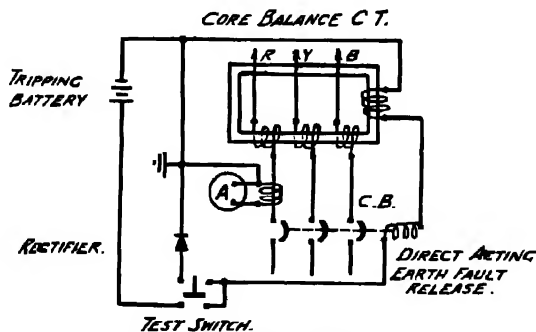 CORE BALANCE C.T.
R Y B
TRIPPING
BATTERY
A
C.B.
RECTIFIER.
DIRECT ACTING
EARTH FAULT
RELEASE.
TEST SWITCH.